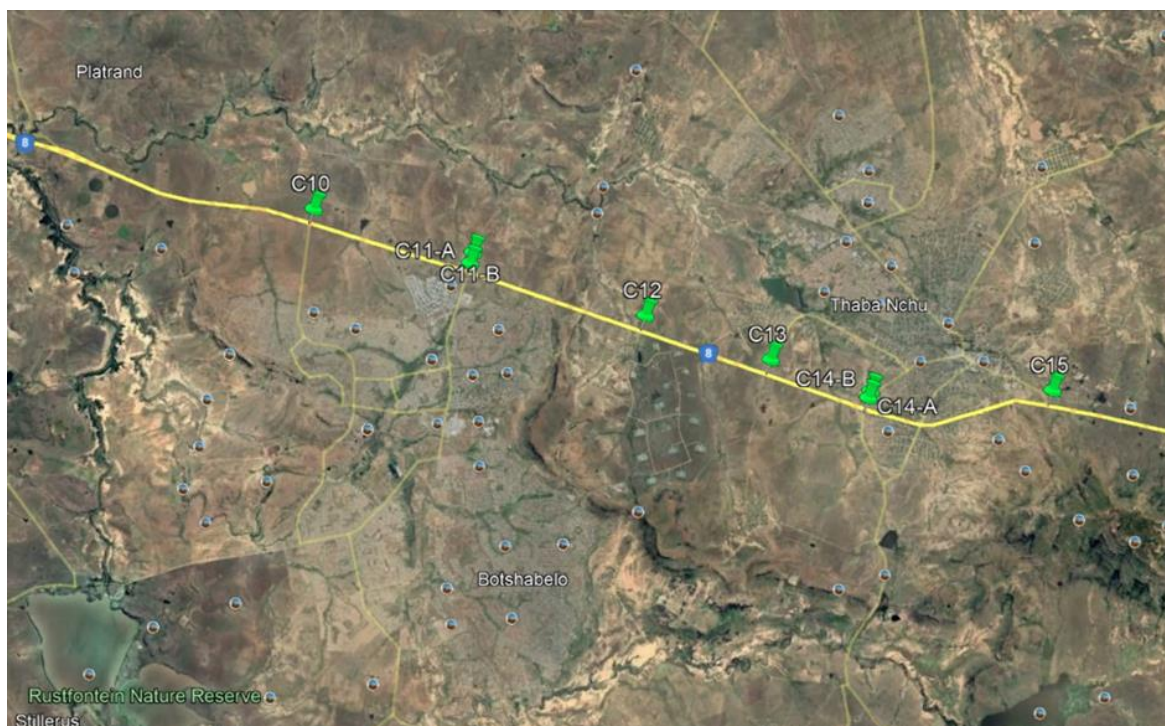 Platrand
8
C10
C11-A
C11-B
C12
Thaba Nchu
C13
8
C14-B
C15
C14-A
Botshabelo
Rustfontein Nature Reserve
Stillerus